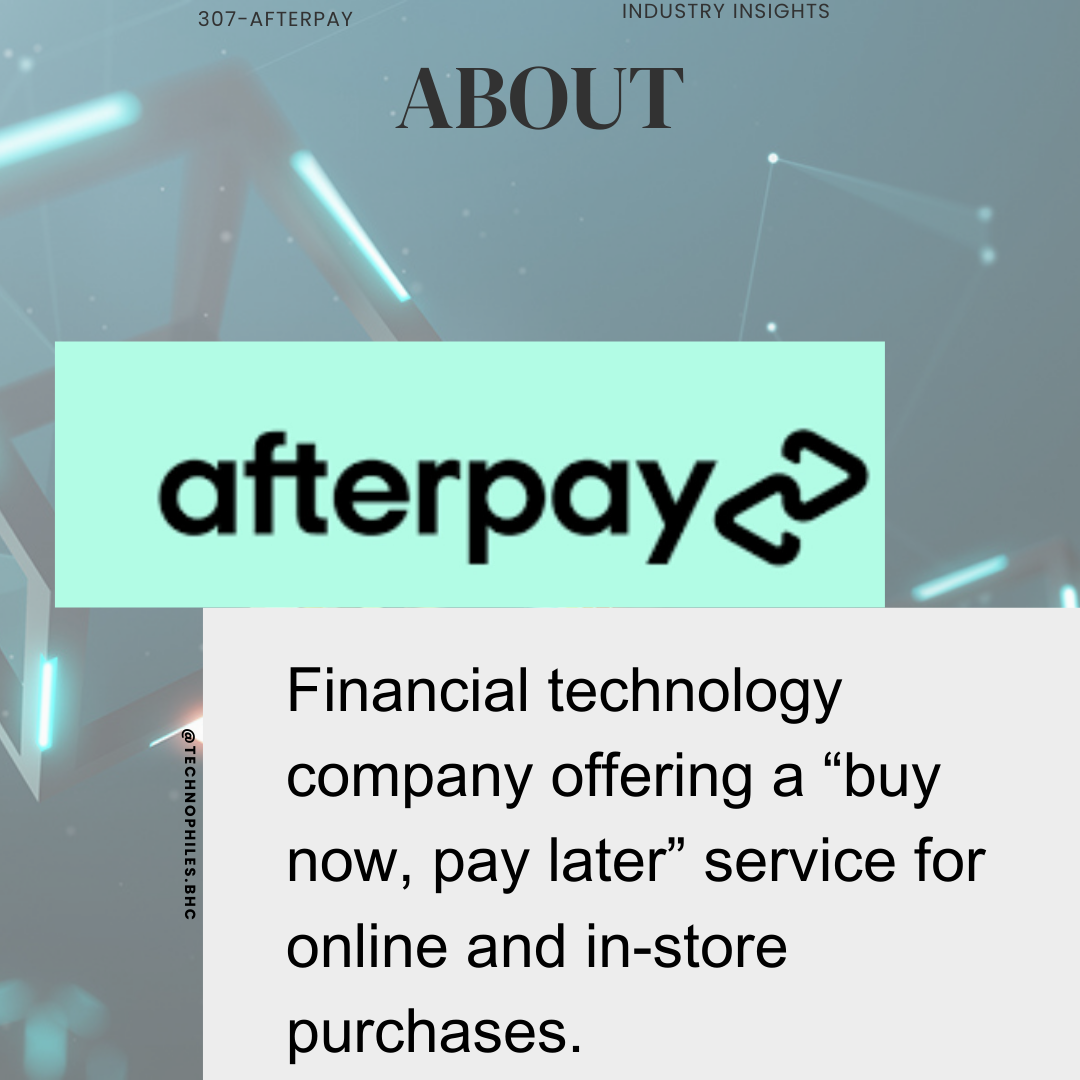 307-AFTERPAY
INDUSTRY INSIGHTS
ABOUT
afterpay
Financial technology
company offering a “buy
now, pay later” service for
online and in-store
purchases.
@TECHNOPHILES.BHC